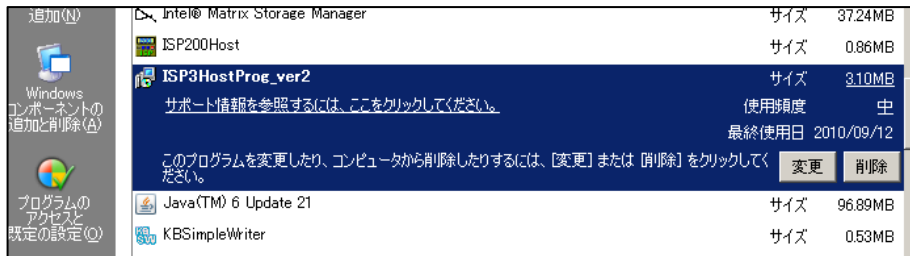 追加(N)
Intel® Matrix Storage Manager サイズ 37.24MB
ISP200Host サイズ 0.86MB
Windows
コンポーネントの
追加と削除(A)
ISP3HostProg_ver2 サイズ 3.10MB
サポート情報を参照するには、ここをクリックしてください。 使用頻度 中
最終使用日 2010/09/12
このプログラムを変更したり、コンピュータから削除したりするには、[変更] または [削除] をクリックしてく
ださい。
変更 削除
プログラムの
アクセスと
既定の設定(O)
Java(TM) 6 Update 21 サイズ 96.89MB
KBSimpleWriter サイズ 0.53MB